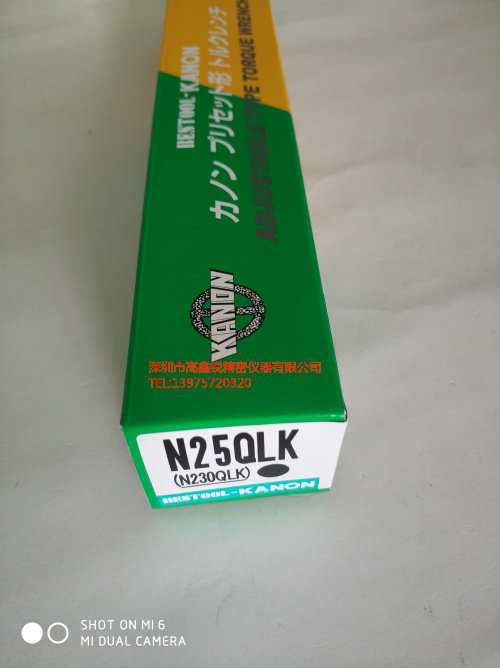 BESTOOL-KANON
カノン プリセット形 トルクレンチ
ADJUSTABLE TYPE TORQUE WRENCH
KANON
深圳市高鑫锐精密仪器有限公司
TEL:13975720320
N25QLK
(N230QLK)
BESTOOL-KANON
SHOT ON MI 6
MI DUAL CAMERA